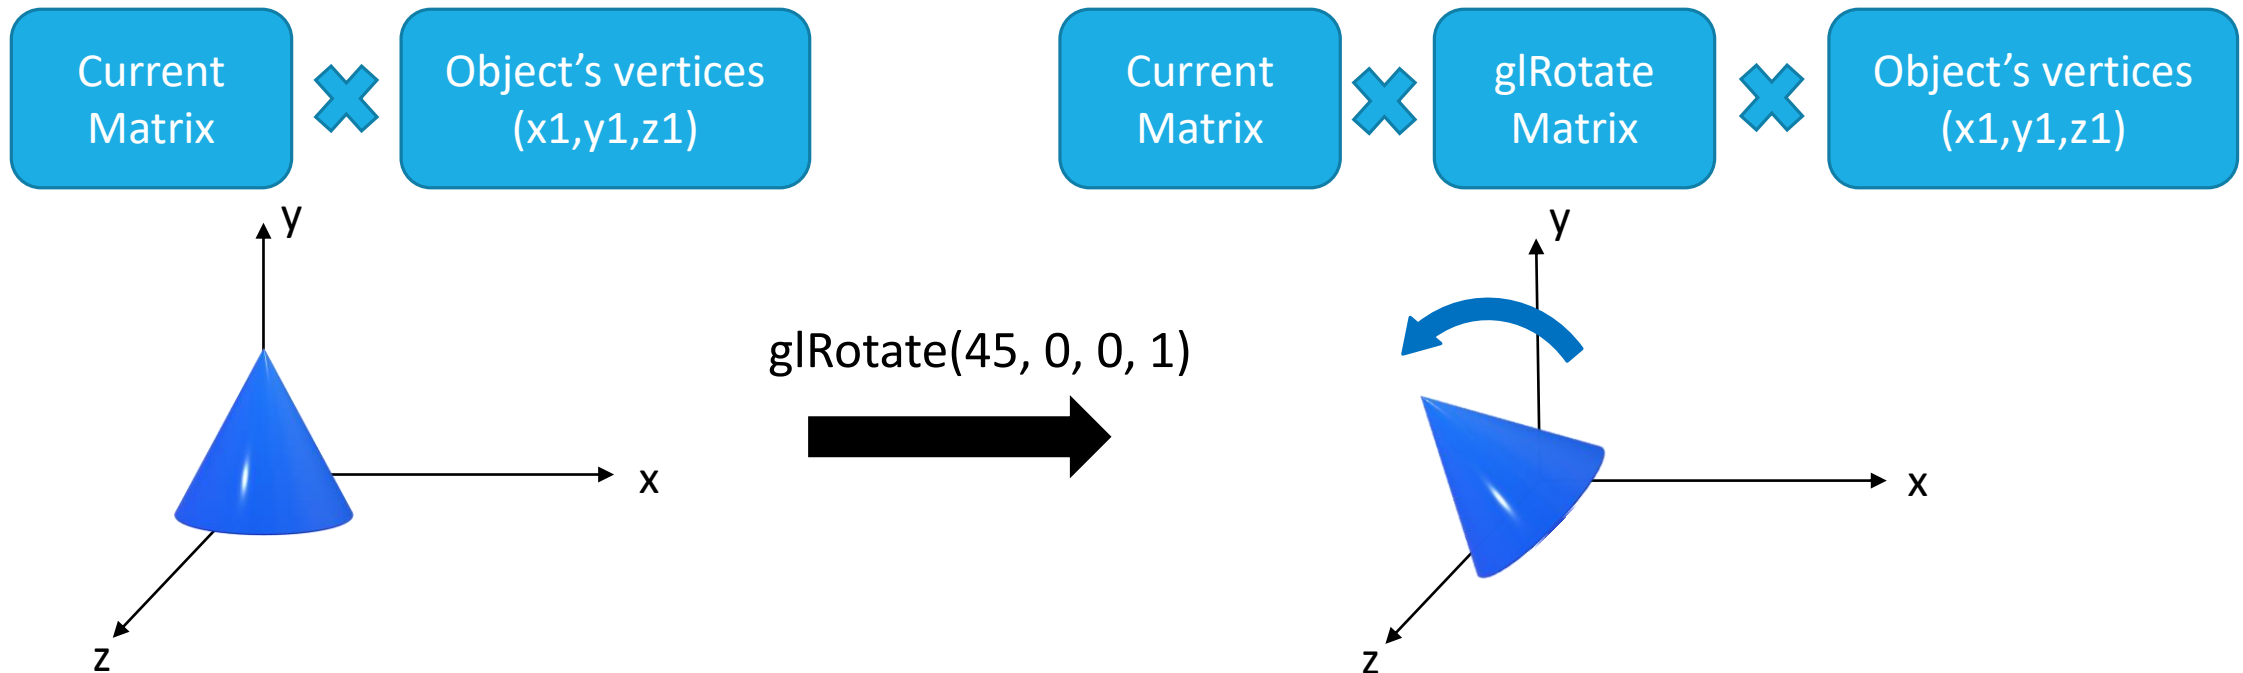 Current
Matrix
Object’s vertices
(x1,y1,z1)
Current
Matrix
glRotate
Matrix
Object’s vertices
(x1,y1,z1)
y
x
z
glRotate(45, 0, 0, 1)
y
x
z